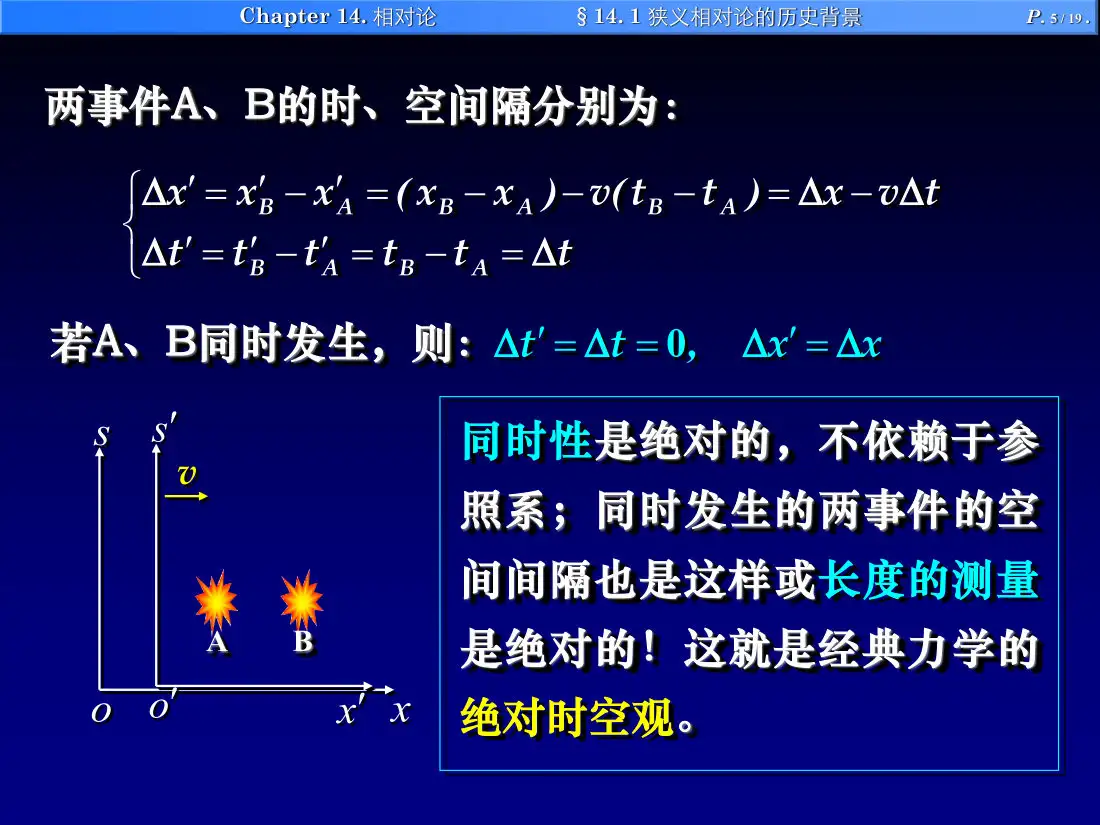 Chapter 14. 相对论 §14. 1 狭义相对论的历史背景 P. 5 / 19 .
两事件A、B的时、空间隔分别为：
Δx′ = x′_B − x′_A = ( x_B − x_A ) − v( t_B − t_A ) = Δx − vΔt
Δt′ = t′_B − t′_A = t_B − t_A = Δt
若A、B同时发生，则：Δt′ = Δt = 0, Δx′ = Δx
s s′
v
A B
o o′ x′ x
同时性是绝对的，不依赖于参
照系；同时发生的两事件的空
间间隔也是这样或长度的测量
是绝对的！这就是经典力学的
绝对时空观。